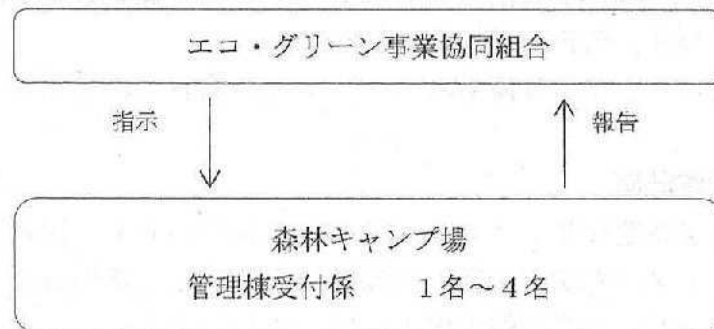 エコ・グリーン事業協同組合
指示
報告
森林キャンプ場
管理棟受付係　　1名～4名